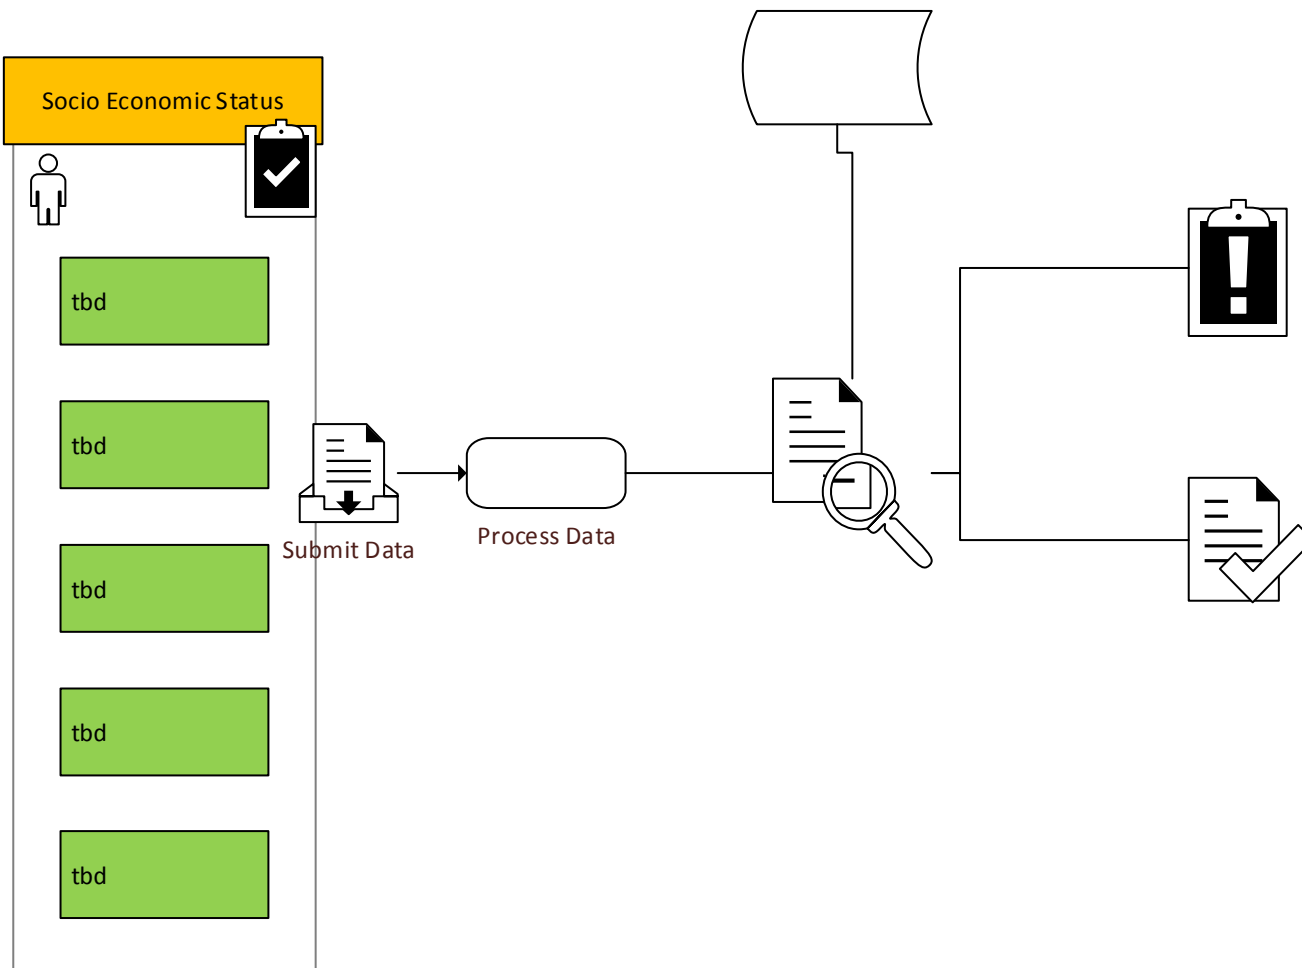 Socio Economic Status
tbd
tbd
tbd
tbd
tbd
Submit Data
Process Data